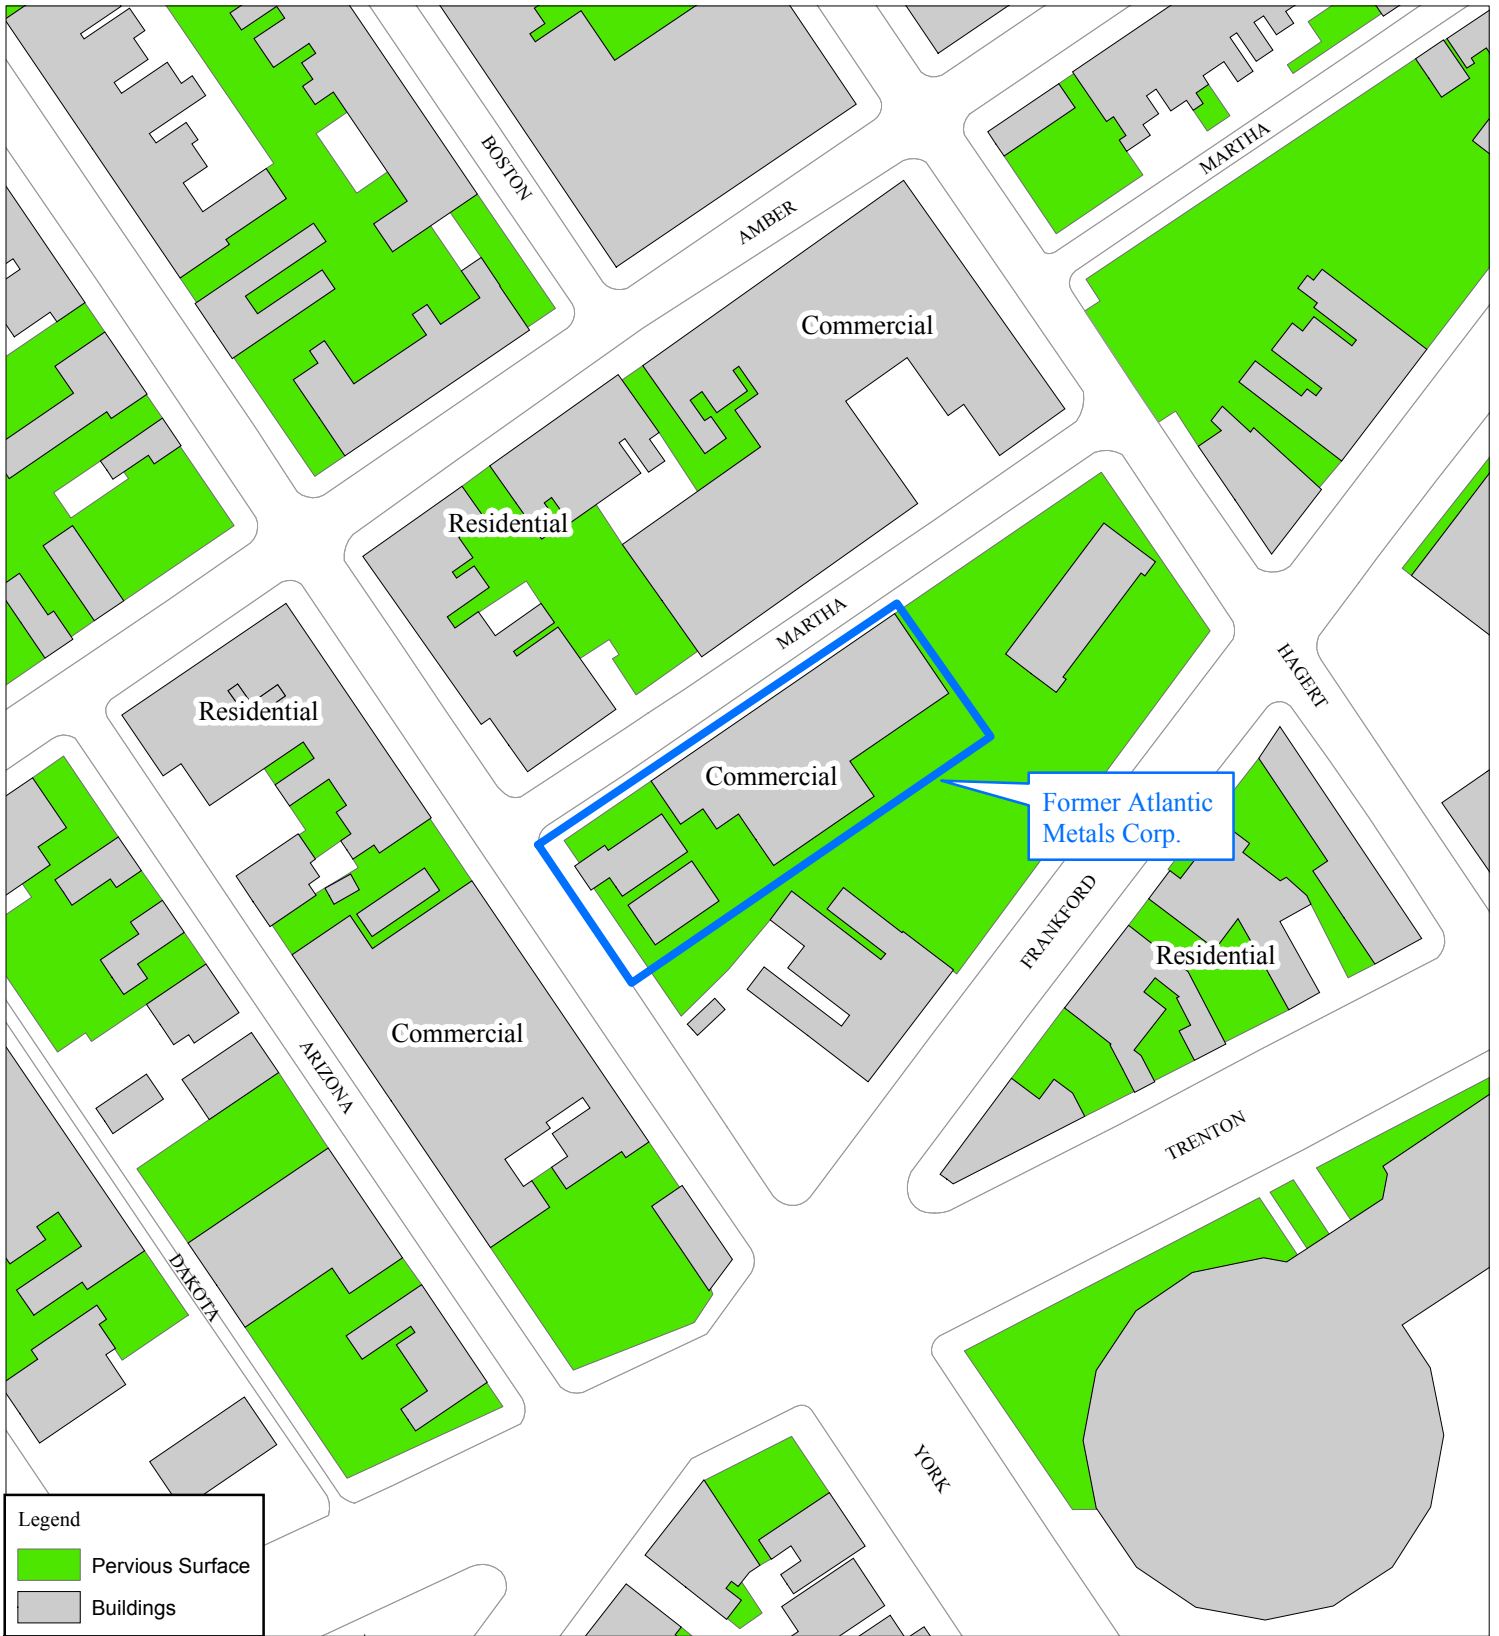 BOSTON
MARTHA
AMBER
Commercial
Residential
MARTHA
HAGERT
Residential
Commercial
Former Atlantic
Metals Corp.
FRANKFORD
Residential
Commercial
ARIZONA
TRENTON
DAKOTA
YORK
Legend
Pervious Surface
Buildings